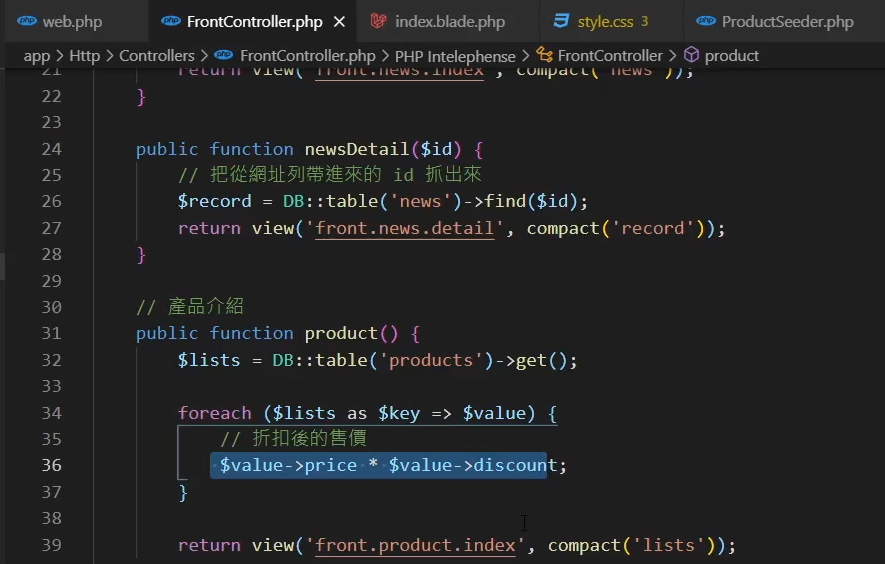 web.php FrontController.php index.blade.php style.css 3 ProductSeeder.php
app > Http > Controllers > FrontController.php > PHP Intelephense > FrontController > product
21 return view('front.news.index', compact('news'));
22 }
23
24 public function newsDetail($id) {
25 // 把從網址列帶進來的 id 抓出來
26 $record = DB::table('news')->find($id);
27 return view('front.news.detail', compact('record'));
28 }
29
30 // 產品介紹
31 public function product() {
32 $lists = DB::table('products')->get();
33
34 foreach ($lists as $key => $value) {
35 // 折扣後的售價
36 $value->price * $value->discount;
37 }
38
39 return view('front.product.index', compact('lists'));